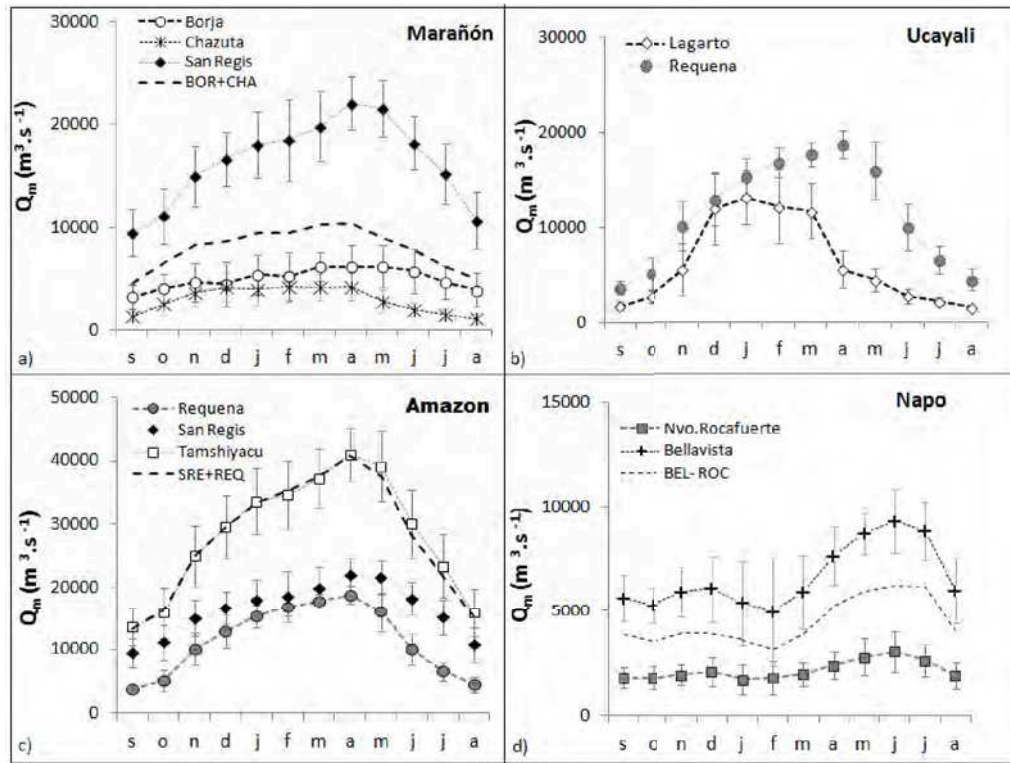 30000
Borja
Marañón
Chazuta
San Regis
BOR+CHA
20000
Qm (m³.s⁻¹)
10000
0
a)
s o n d j f m a m j j a
30000
Lagarto
Ucayali
Requena
20000
Qm (m³.s⁻¹)
10000
0
b)
s o n d j f m a m j j a
50000
Requena
Amazon
San Regis
Tamshiyacu
SRE+REQ
40000
30000
Qm (m³.s⁻¹)
20000
10000
0
c)
s o n d j f m a m j j a
15000
Napo
Nvo.Rocafuerte
Bellavista
BEL- ROC
10000
Qm (m³.s⁻¹)
5000
0
d)
s o n d j f m a m j j a